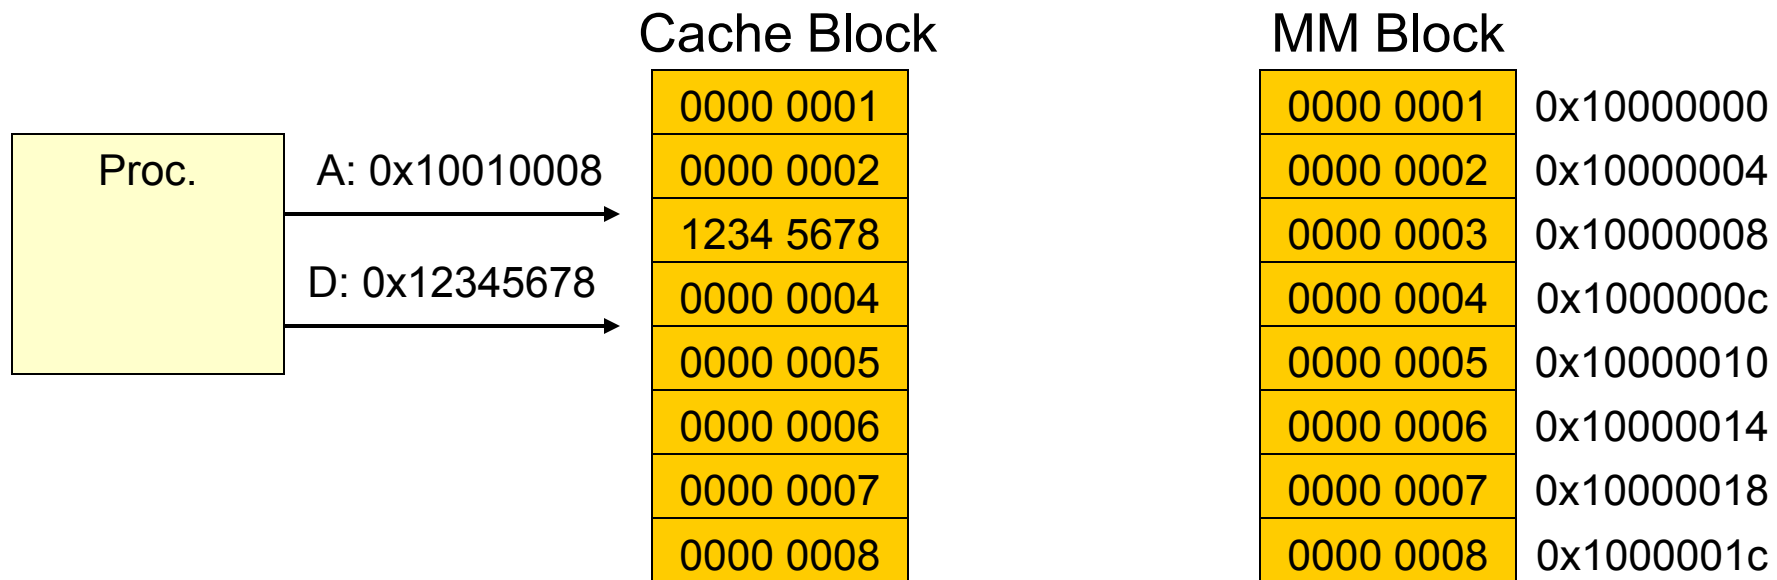 Cache Block MM Block
0000 0001 0000 0001 0x10000000
Proc. A: 0x10010008 0000 0002 0000 0002 0x10000004
1234 5678 0000 0003 0x10000008
D: 0x12345678 0000 0004 0000 0004 0x1000000c
0000 0005 0000 0005 0x10000010
0000 0006 0000 0006 0x10000014
0000 0007 0000 0007 0x10000018
0000 0008 0000 0008 0x1000001c